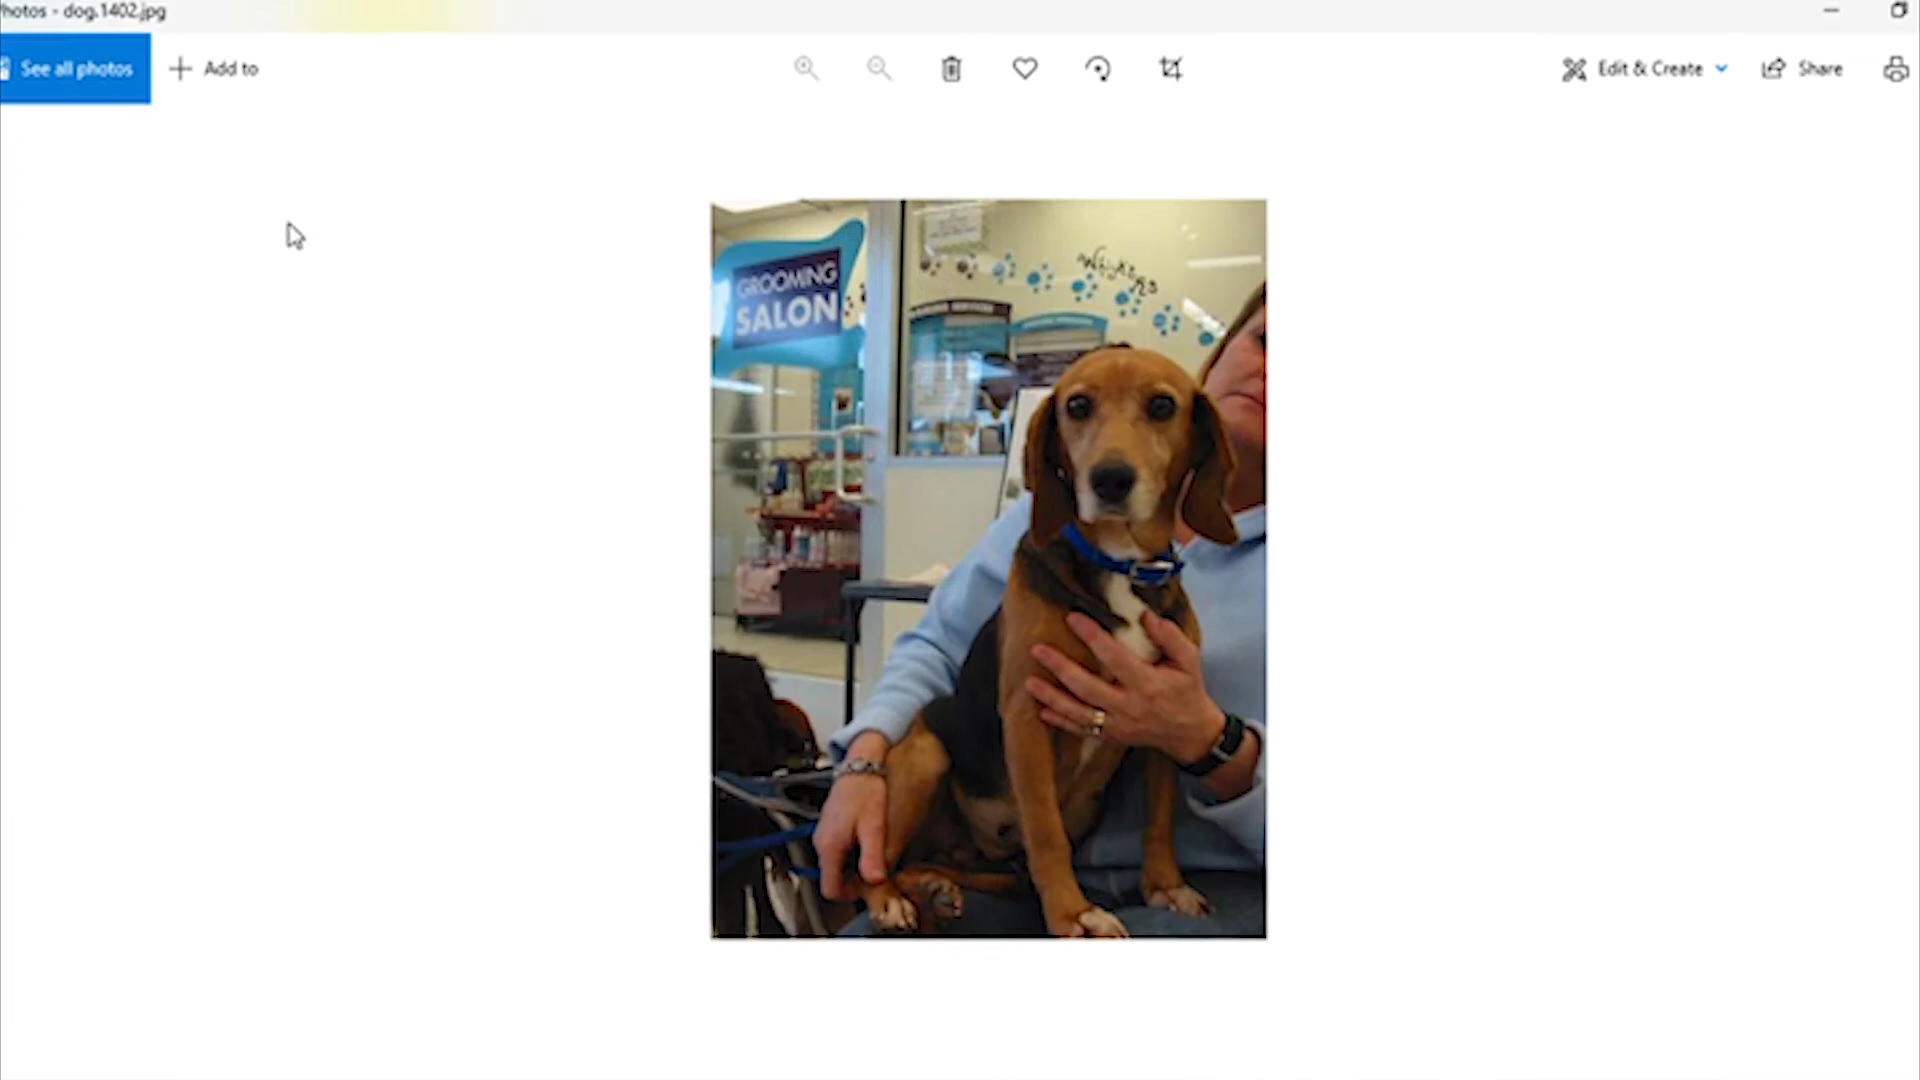 hotos - dog.1402.jpg
See all photos
Add to
Edit & Create
Share
GROOMING
SALON